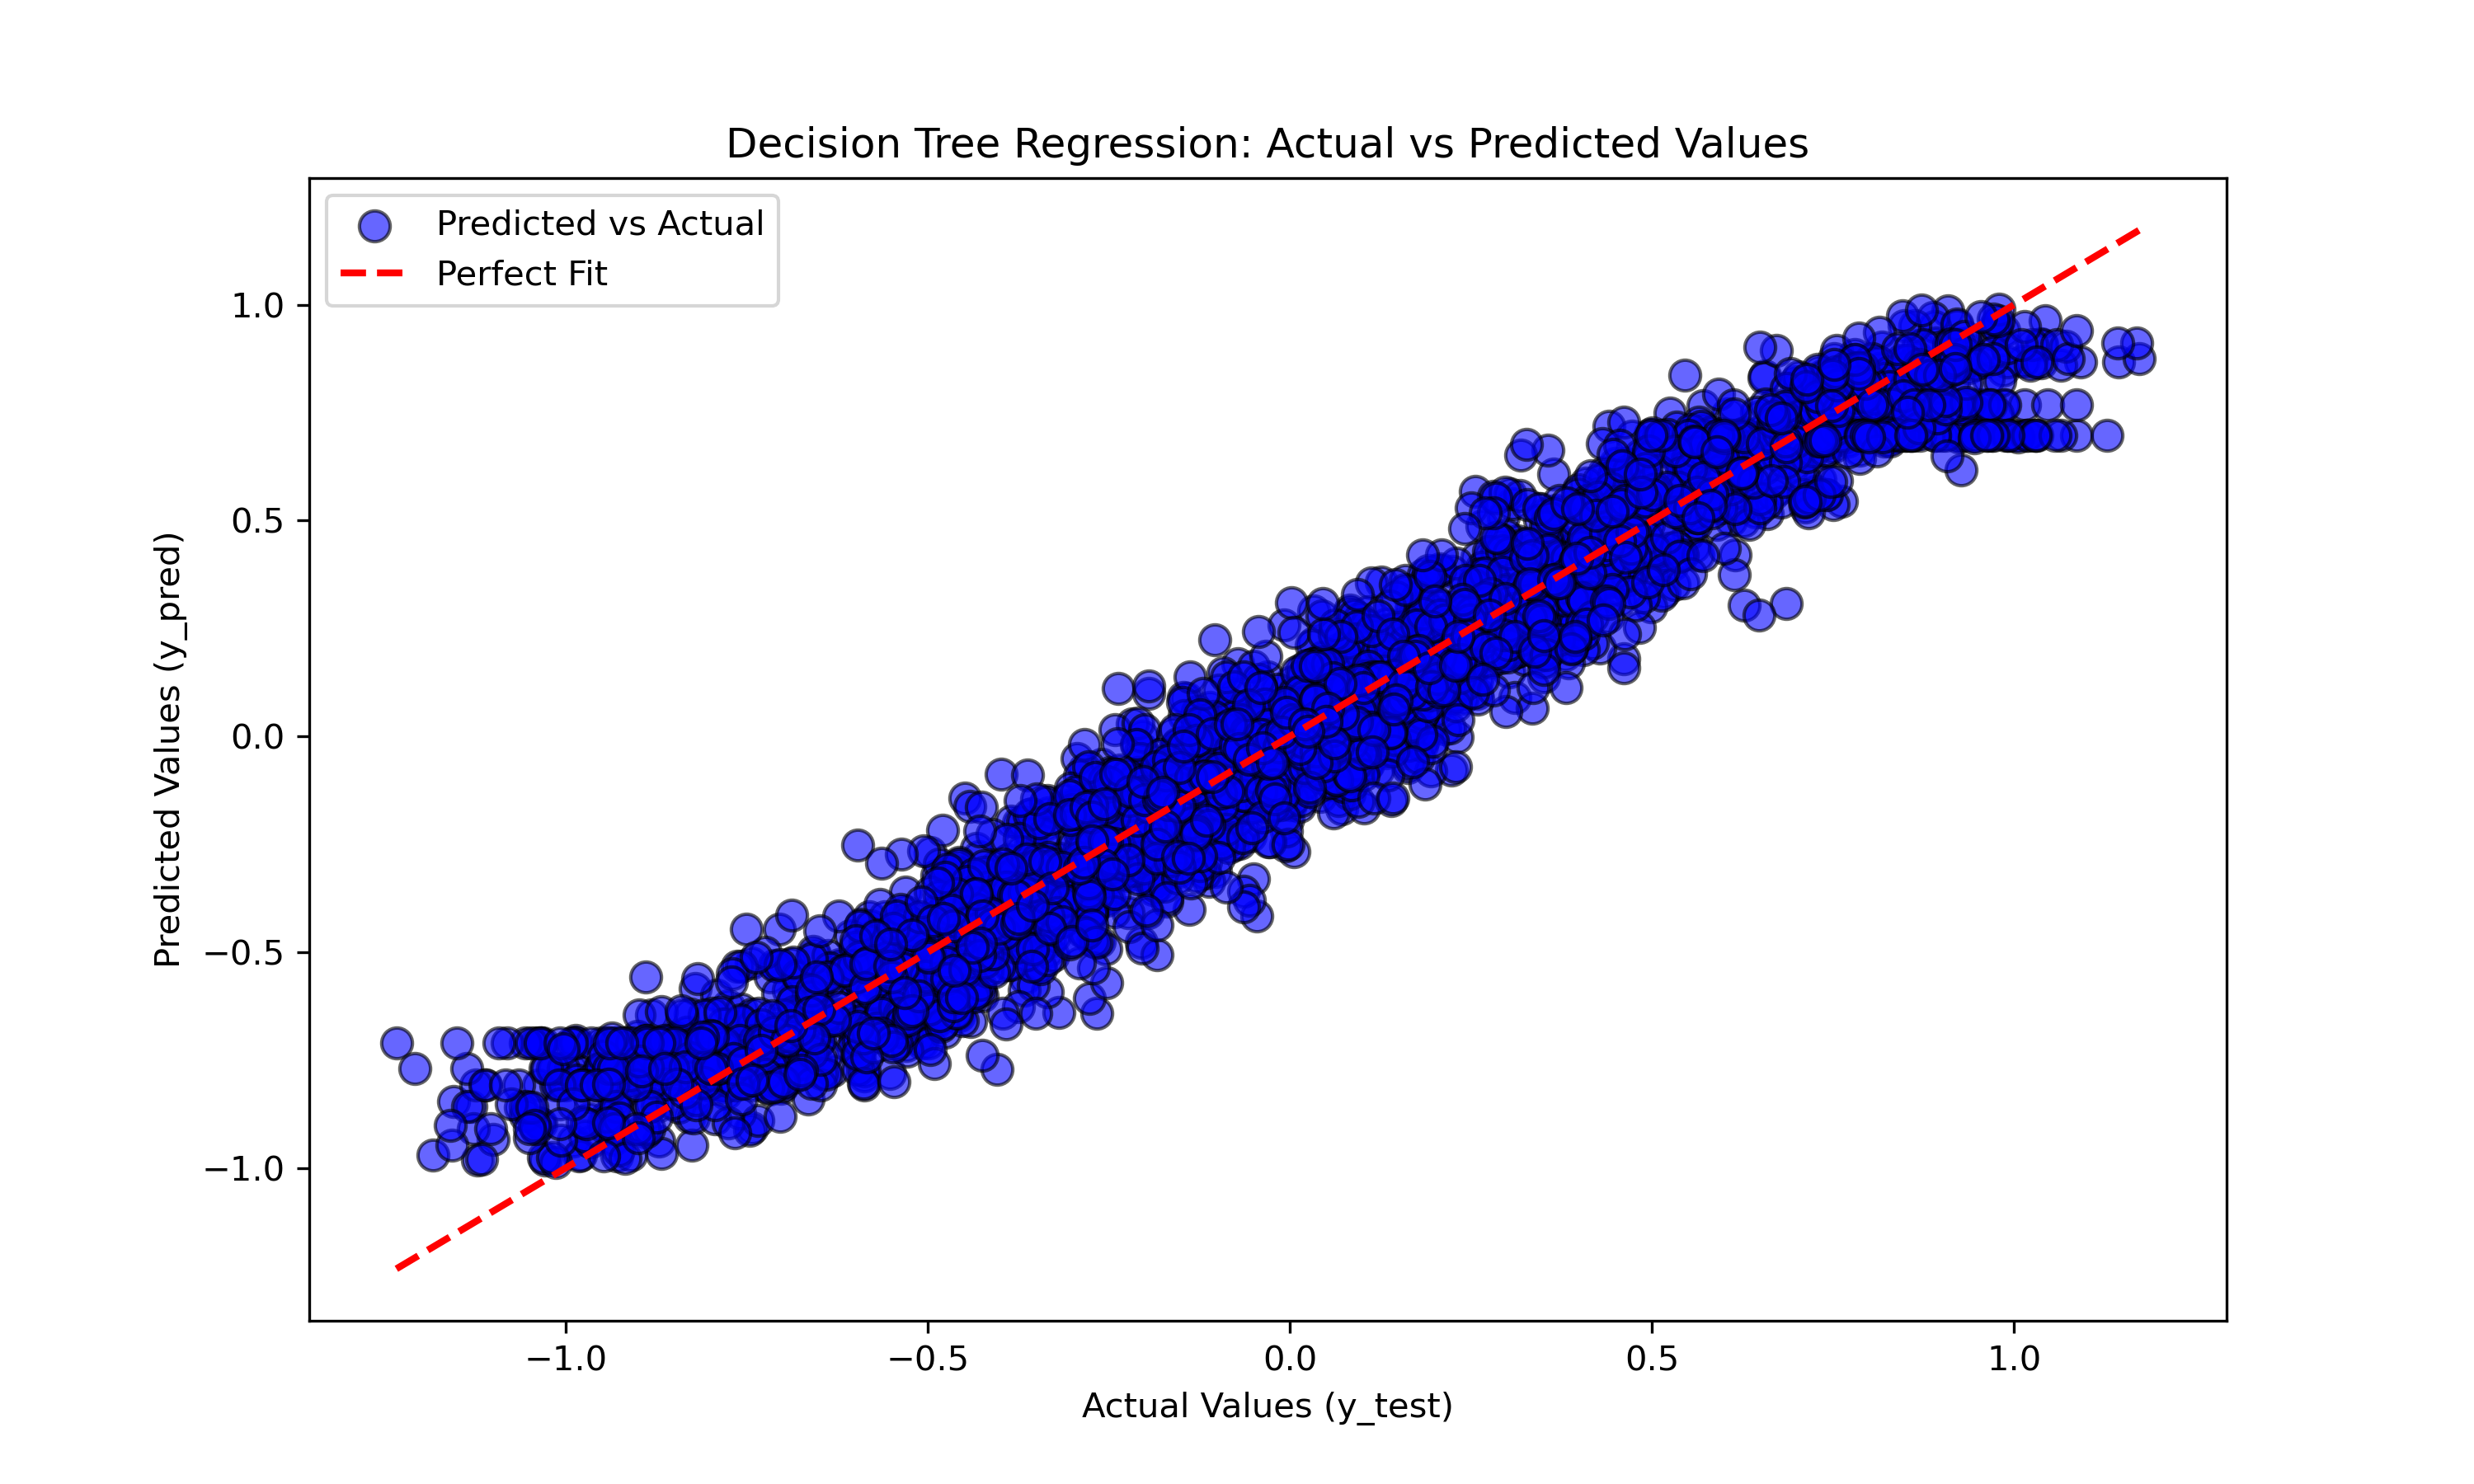 Decision Tree Regression: Actual vs Predicted Values
Predicted vs Actual
Perfect Fit
1.0
0.5
0.0
−0.5
−1.0
Predicted Values (y_pred)
−1.0
−0.5
0.0
0.5
1.0
Actual Values (y_test)